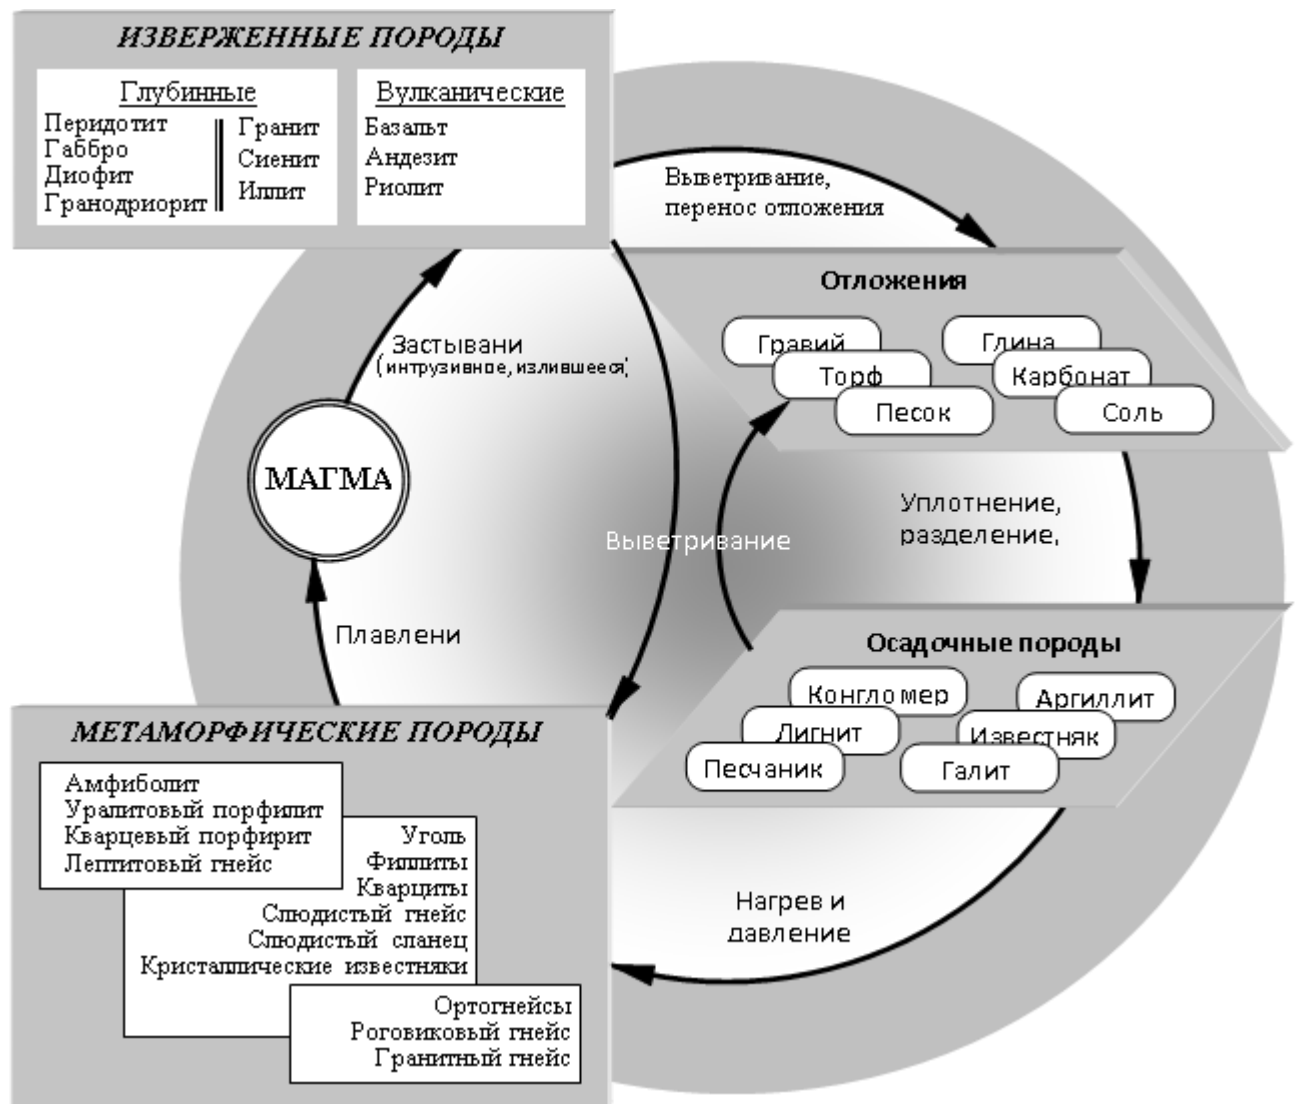 ИЗВЕРЖЕННЫЕ ПОРОДЫ
Глубинные
Перидотит
Габбро
Диофит
Гранодриорит
Гранит
Сиенит
Иллит
Вулканические
Базальт
Андезит
Риолит
Выветривание,
перенос отложения
Отложения
Гравий
Торф
Песок
Глина
Карбонат
Соль
Застывани
(интрузивное, излившееся)
МАГМА
Уплотнение,
разделение,
Выветривание
Плавлени
Осадочные породы
Конгломер
Лигнит
Песчаник
Аргиллит
Известняк
Галит
МЕТАМОРФИЧЕСКИЕ ПОРОДЫ
Амфиболит
Уралитовый порфилит
Кварцевый порфирит
Лептитовый гнейс
Уголь
Филлиты
Кварциты
Слюдистый гнейс
Слюдистый сланец
Кристаллические известняки
Ортогнейсы
Роговиковый гнейс
Гранитный гнейс
Нагрев и
давление